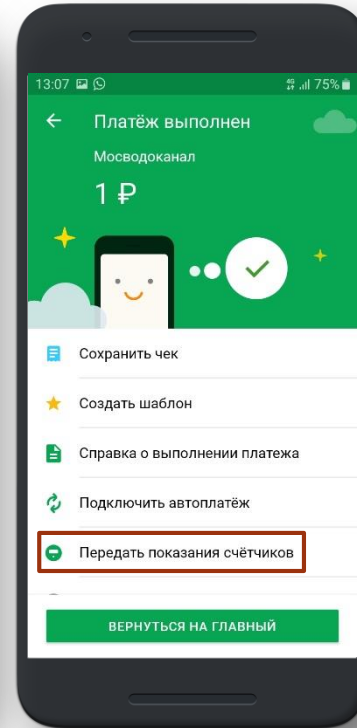 13:07 4G 75%
Платёж выполнен
Мосводоканал
1 ₽
Сохранить чек
Создать шаблон
Справка о выполнении платежа
Подключить автоплатёж
Передать показания счётчиков
ВЕРНУТЬСЯ НА ГЛАВНЫЙ